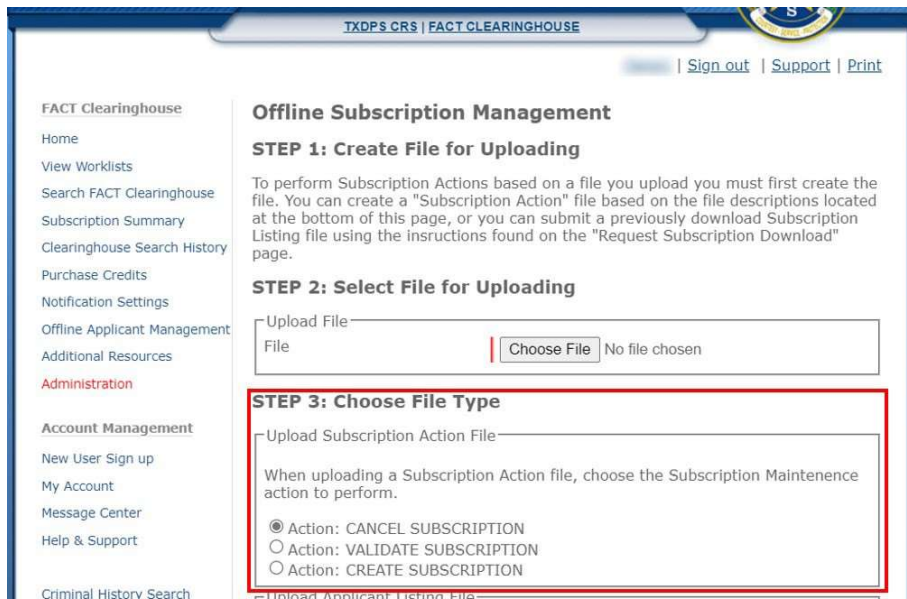 TXDPS CRS | FACT CLEARINGHOUSE
S
| Sign out | Support | Print
FACT Clearinghouse
Home
View Worklists
Search FACT Clearinghouse
Subscription Summary
Clearinghouse Search History
Purchase Credits
Notification Settings
Offline Applicant Management
Additional Resources
Administration
Account Management
New User Sign up
My Account
Message Center
Help & Support
Criminal History Search
Offline Subscription Management
STEP 1: Create File for Uploading
To perform Subscription Actions based on a file you upload you must first create the
file. You can create a "Subscription Action" file based on the file descriptions located
at the bottom of this page, or you can submit a previously download Subscription
Listing file using the insructions found on the "Request Subscription Download"
page.
STEP 2: Select File for Uploading
Upload File
File Choose File No file chosen
STEP 3: Choose File Type
Upload Subscription Action File
When uploading a Subscription Action file, choose the Subscription Maintenence
action to perform.
Action: CANCEL SUBSCRIPTION
Action: VALIDATE SUBSCRIPTION
Action: CREATE SUBSCRIPTION
Upload Applicant Listing File